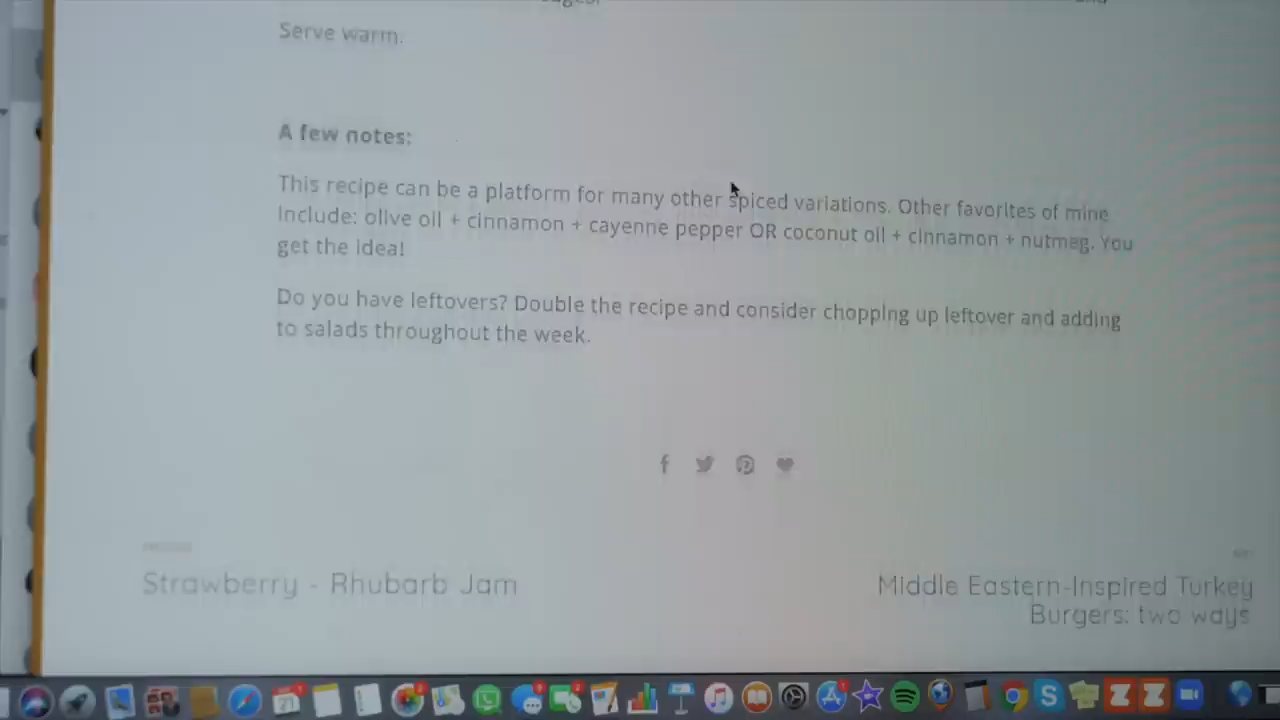 Serve warm.
A few notes:
This recipe can be a platform for many other spiced variations. Other favorites of mine
include: olive oil + cinnamon + cayenne pepper OR coconut oil + cinnamon + nutmeg. You
get the idea!
Do you have leftovers? Double the recipe and consider chopping up leftover and adding
to salads throughout the week.
Strawberry - Rhubarb Jam
Middle Eastern-Inspired Turkey
Burgers: two ways